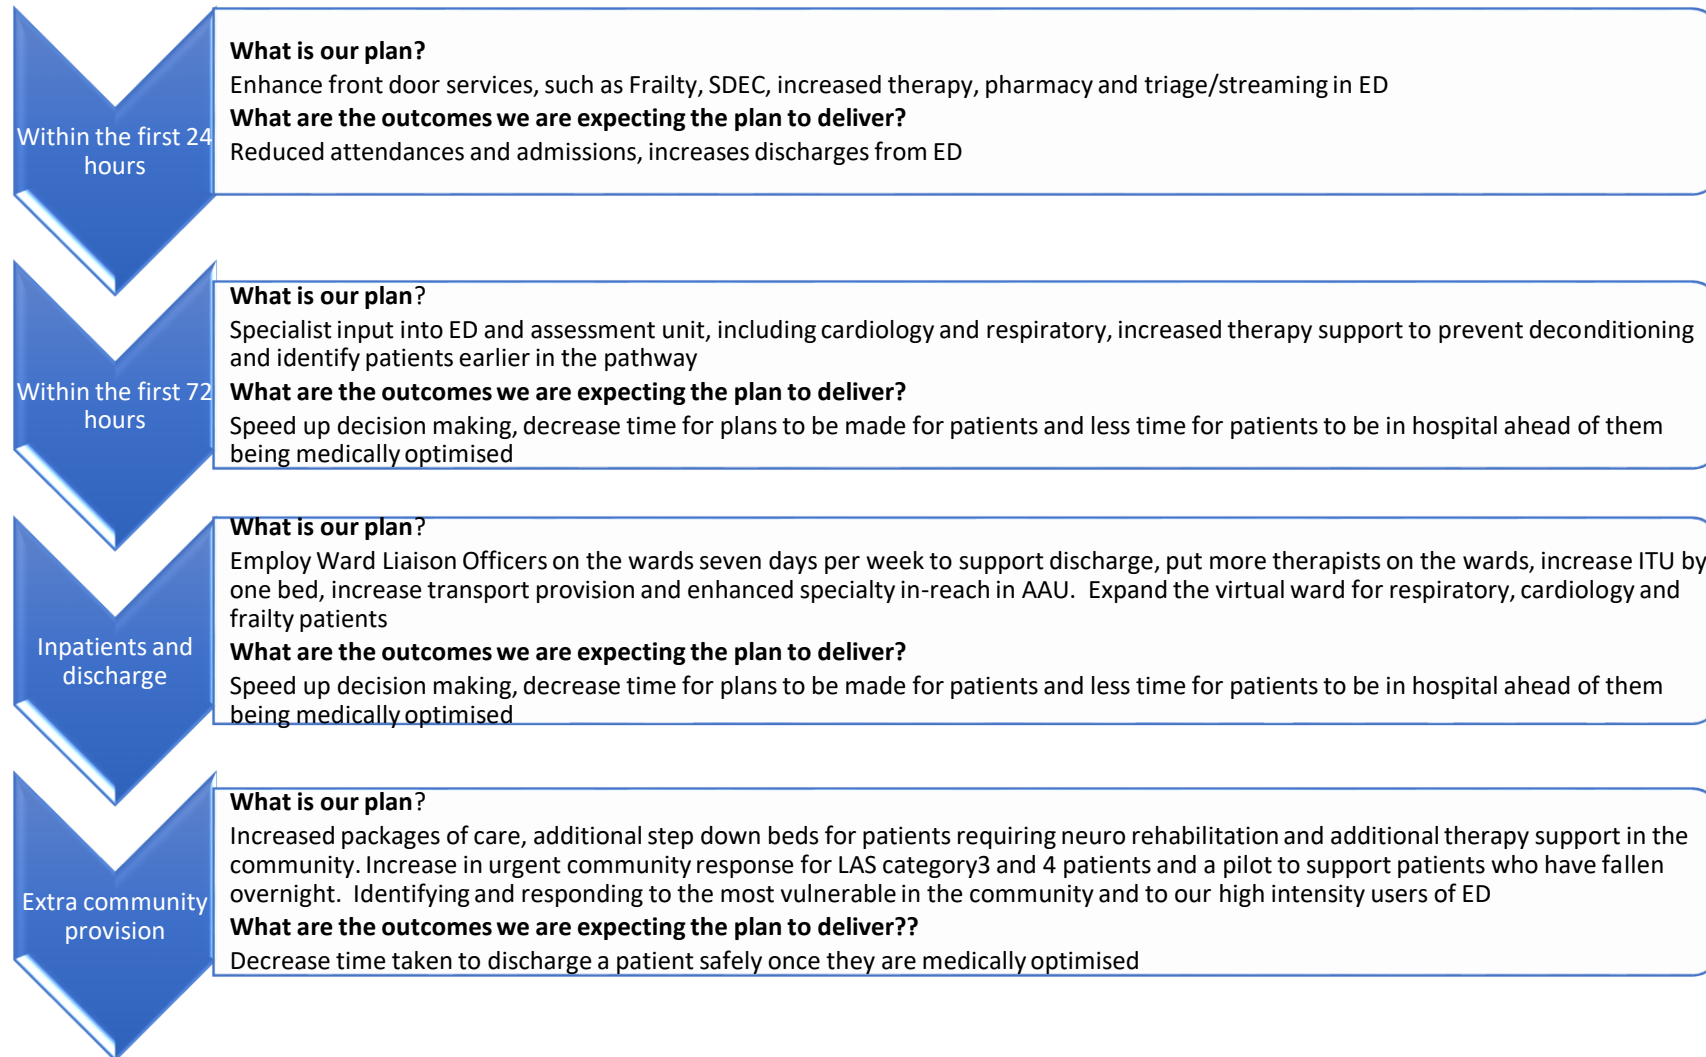 Within the first 24
hours
What is our plan?
Enhance front door services, such as Frailty, SDEC, increased therapy, pharmacy and triage/streaming in ED
What are the outcomes we are expecting the plan to deliver?
Reduced attendances and admissions, increases discharges from ED
Within the first 72
hours
What is our plan?
Specialist input into ED and assessment unit, including cardiology and respiratory, increased therapy support to prevent deconditioning
and identify patients earlier in the pathway
What are the outcomes we are expecting the plan to deliver?
Speed up decision making, decrease time for plans to be made for patients and less time for patients to be in hospital ahead of them
being medically optimised
Inpatients and
discharge
What is our plan?
Employ Ward Liaison Officers on the wards seven days per week to support discharge, put more therapists on the wards, increase ITU by
one bed, increase transport provision and enhanced specialty in-reach in AAU.  Expand the virtual ward for respiratory, cardiology and
frailty patients
What are the outcomes we are expecting the plan to deliver?
Speed up decision making, decrease time for plans to be made for patients and less time for patients to be in hospital ahead of them
being medically optimised
Extra community
provision
What is our plan?
Increased packages of care, additional step down beds for patients requiring neuro rehabilitation and additional therapy support in the
community. Increase in urgent community response for LAS category3 and 4 patients and a pilot to support patients who have fallen
overnight.  Identifying and responding to the most vulnerable in the community and to our high intensity users of ED
What are the outcomes we are expecting the plan to deliver??
Decrease time taken to discharge a patient safely once they are medically optimised